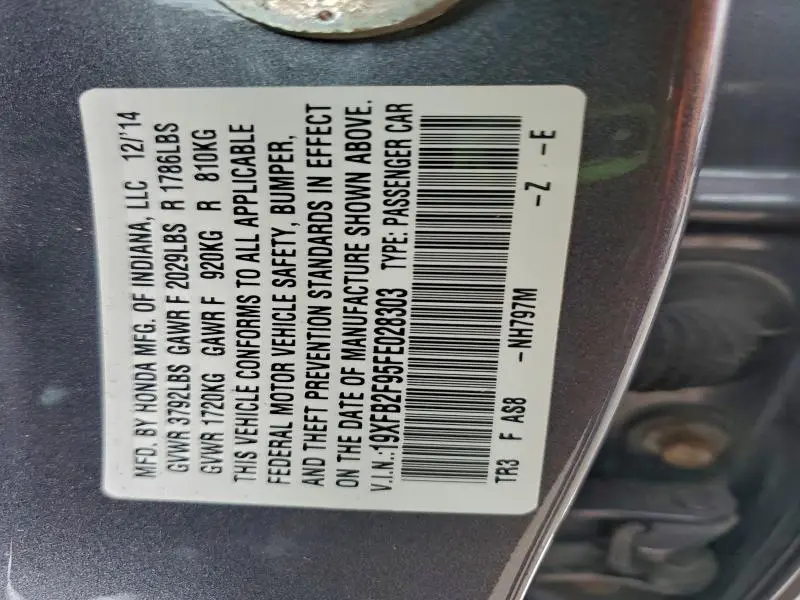 MFD. BY HONDA MFG. OF INDIANA, LLC 12/'14
GVWR 3792LBS GAWR F 2029LBS R 1786LBS
GVWR 1720KG GAWR F 920KG R 810KG
THIS VEHICLE CONFORMS TO ALL APPLICABLE
FEDERAL MOTOR VEHICLE SAFETY, BUMPER,
AND THEFT PREVENTION STANDARDS IN EFFECT
ON THE DATE OF MANUFACTURE SHOWN ABOVE.
V.I.N.:19XFB2F95FE028303 TYPE: PASSENGER CAR
TR3 F AS8 -NH797M -Z -E